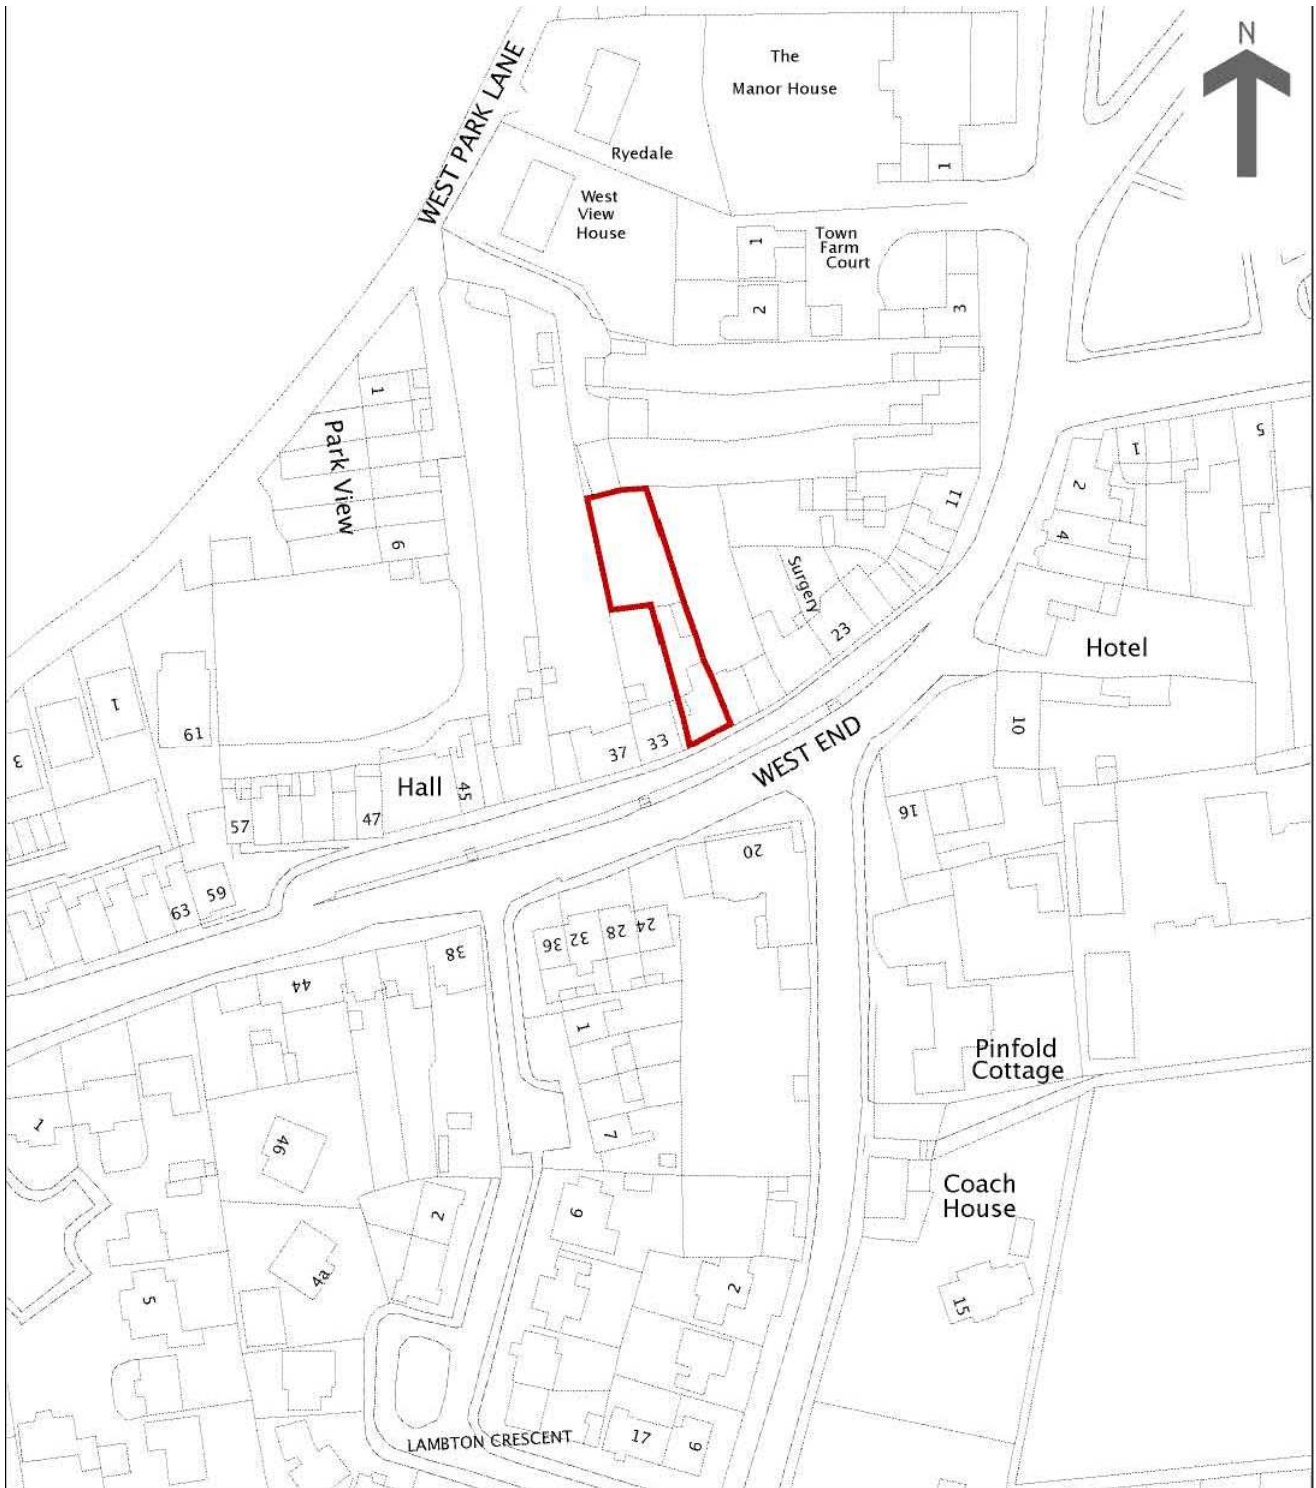 N
The
Manor House
WEST PARK LANE
Ryedale
1
West
View
House
1
Town
Farm
Court
2
3
1
Park View
6
5
1
2
4
11
Surgery
23
Hotel
1
3
61
37
33
WEST END
10
Hall
45
47
57
16
20
59
63
36
32
28
24
38
44
1
Pinfold
Cottage
1
46
7
Coach
House
2
9
4a
5
2
15
LAMBTON CRESCENT
17
9